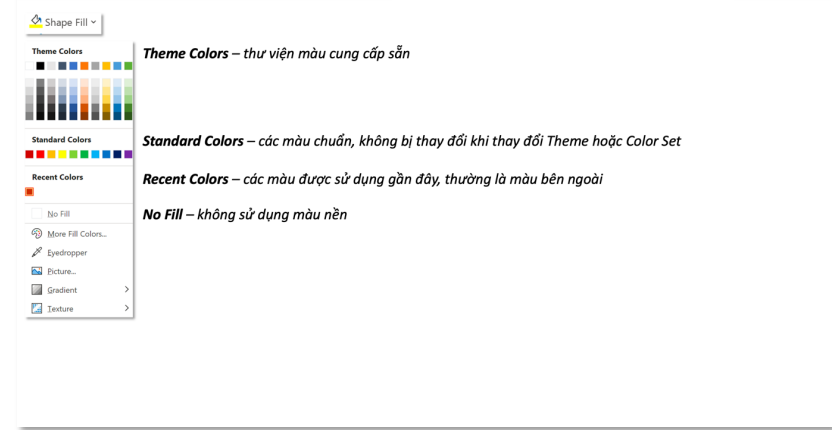 Shape Fill
Theme Colors
Theme Colors – thư viện màu cung cấp sẵn
Standard Colors
Standard Colors – các màu chuẩn, không bị thay đổi khi thay đổi Theme hoặc Color Set
Recent Colors
Recent Colors – các màu được sử dụng gần đây, thường là màu bên ngoài
No Fill
No Fill – không sử dụng màu nền
More Fill Colors...
Eyedropper
Picture...
Gradient
Texture